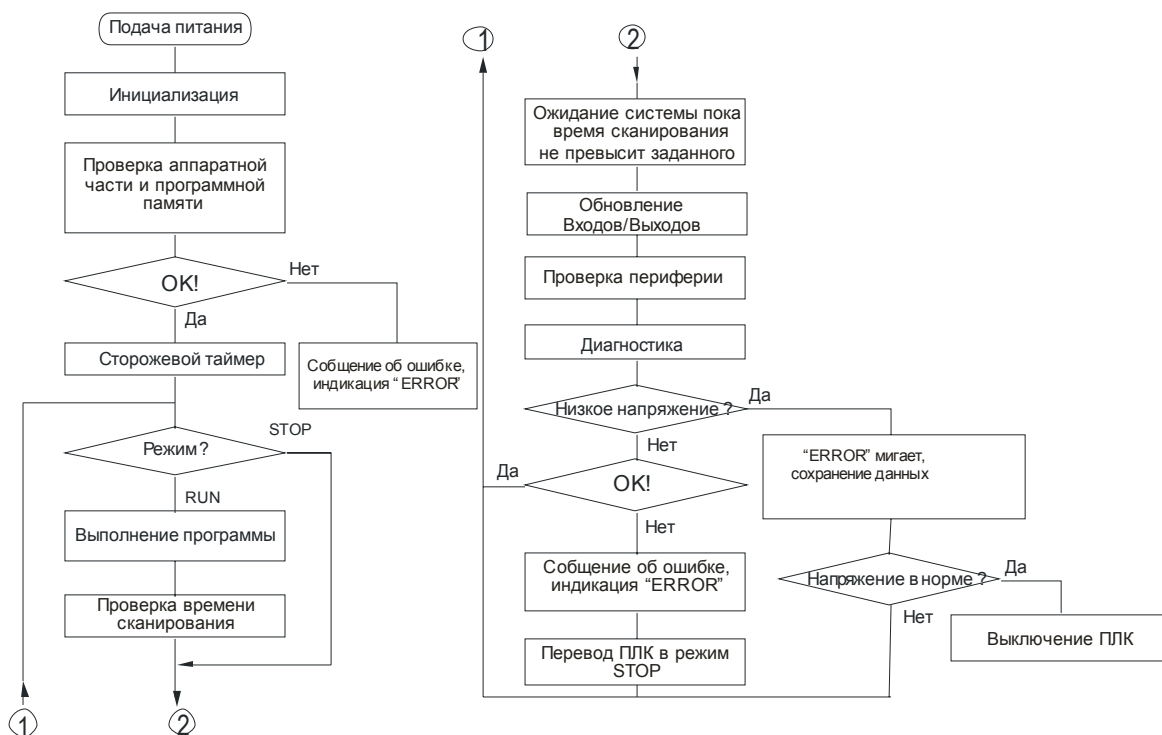 Подача питания
Инициализация
Проверка аппаратной
части и программной
памяти
OK!
Нет
Да
Сторожевой таймер
Собщение об ошибке,
индикация “ ERROR”
Режим ?
STOP
RUN
Выполнение программы
Проверка времени
сканирования
1
2
1
2
Ожидание системы пока
время сканирования
не превысит заданного
Обновление
Входов/Выходов
Проверка периферии
Диагностика
Низкое напряжение ?
Да
Нет
“ERROR” мигает,
сохранение данных
Да
OK!
Нет
Собщение об ошибке,
индикация “ERROR”
Напряжение в норме ?
Да
Нет
Выключение ПЛК
Перевод ПЛК в режим
STOP